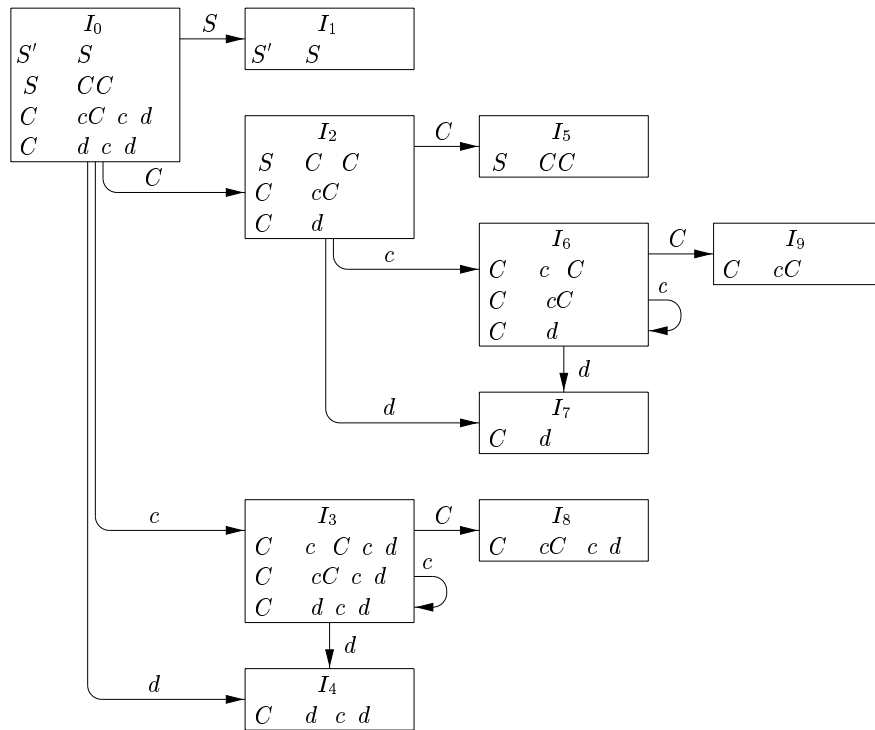 I₀
S' S
S CC
C cC c d
C d c d
S
I₁
S' S
C
I₂
S C C
C cC
C d
C
I₅
S CC
c
I₆
C c C
C cC
C d
C
I₉
C cC
c
d
d
I₇
C d
c
I₃
C c C c d
C cC c d
C d c d
C
I₈
C cC c d
c
d
d
I₄
C d c d